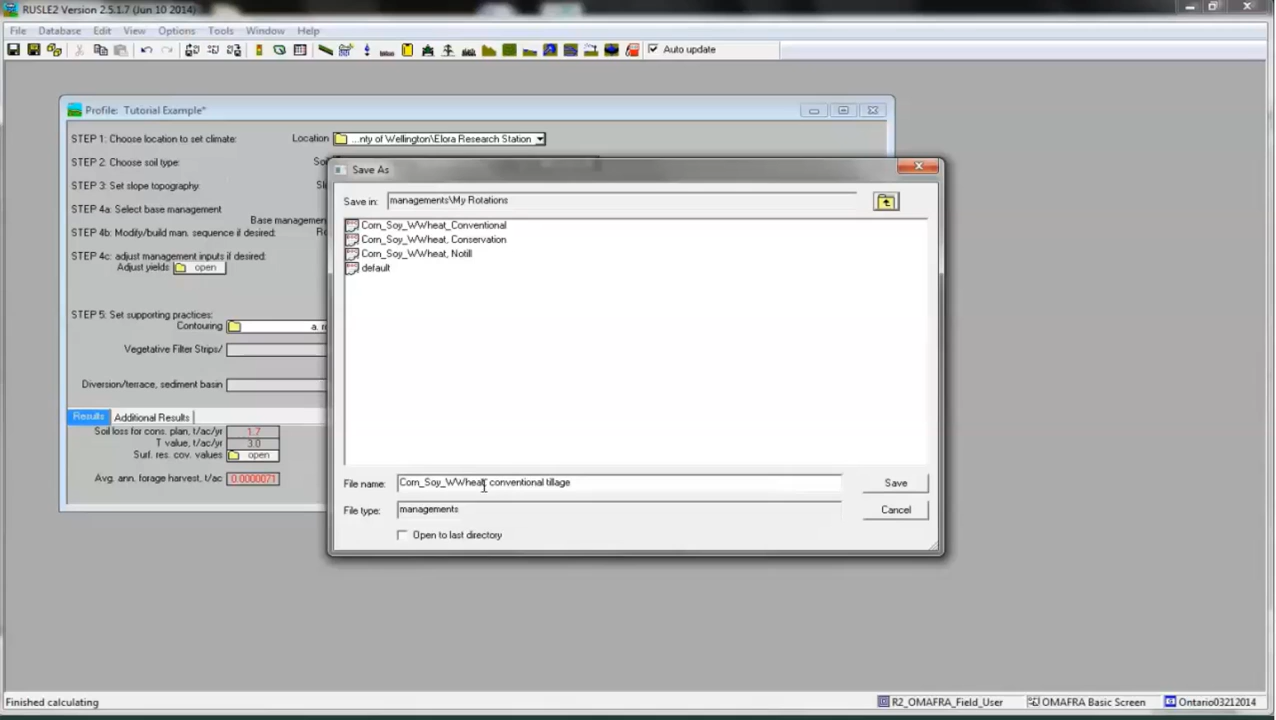 RUSLE2 Version 2.5.1.7 (Jun 10 2014)
File Database Edit View Options Tools Window Help
Auto update
Profile: Tutorial Example*
STEP 1: Choose location to set climate: Location ...nty of Wellington\Elora Research Station
STEP 2: Choose soil type: So
STEP 3: Set slope topography: Sl
STEP 4a: Select base management
Base managem
STEP 4b: Modify/build man. sequence if desired: R
STEP 4c: adjust management inputs if desired:
Adjust yields open
STEP 5: Set supporting practices:
Contouring a. r
Vegetative Filter Strips/
Diversion/terrace, sediment basin
Results Additional Results
Soil loss for cons. plan, t/ac/yr 1.7
T value, t/ac/yr 3.0
Surf. res. cov. values open
Avg. ann. forage harvest, t/ac 0.0000071
Save As
Save in: managements\My Rotations
Corn_Soy_WWheat_Conventional
Corn_Soy_WWheat, Conservation
Corn_Soy_WWheat, Notill
default
File name: Corn_Soy_WWheat, conventional tillage
Save
File type: managements
Cancel
Open to last directory
Finished calculating
R2_OMAFRA_Field_User OMAFRA Basic Screen Ontario03212014